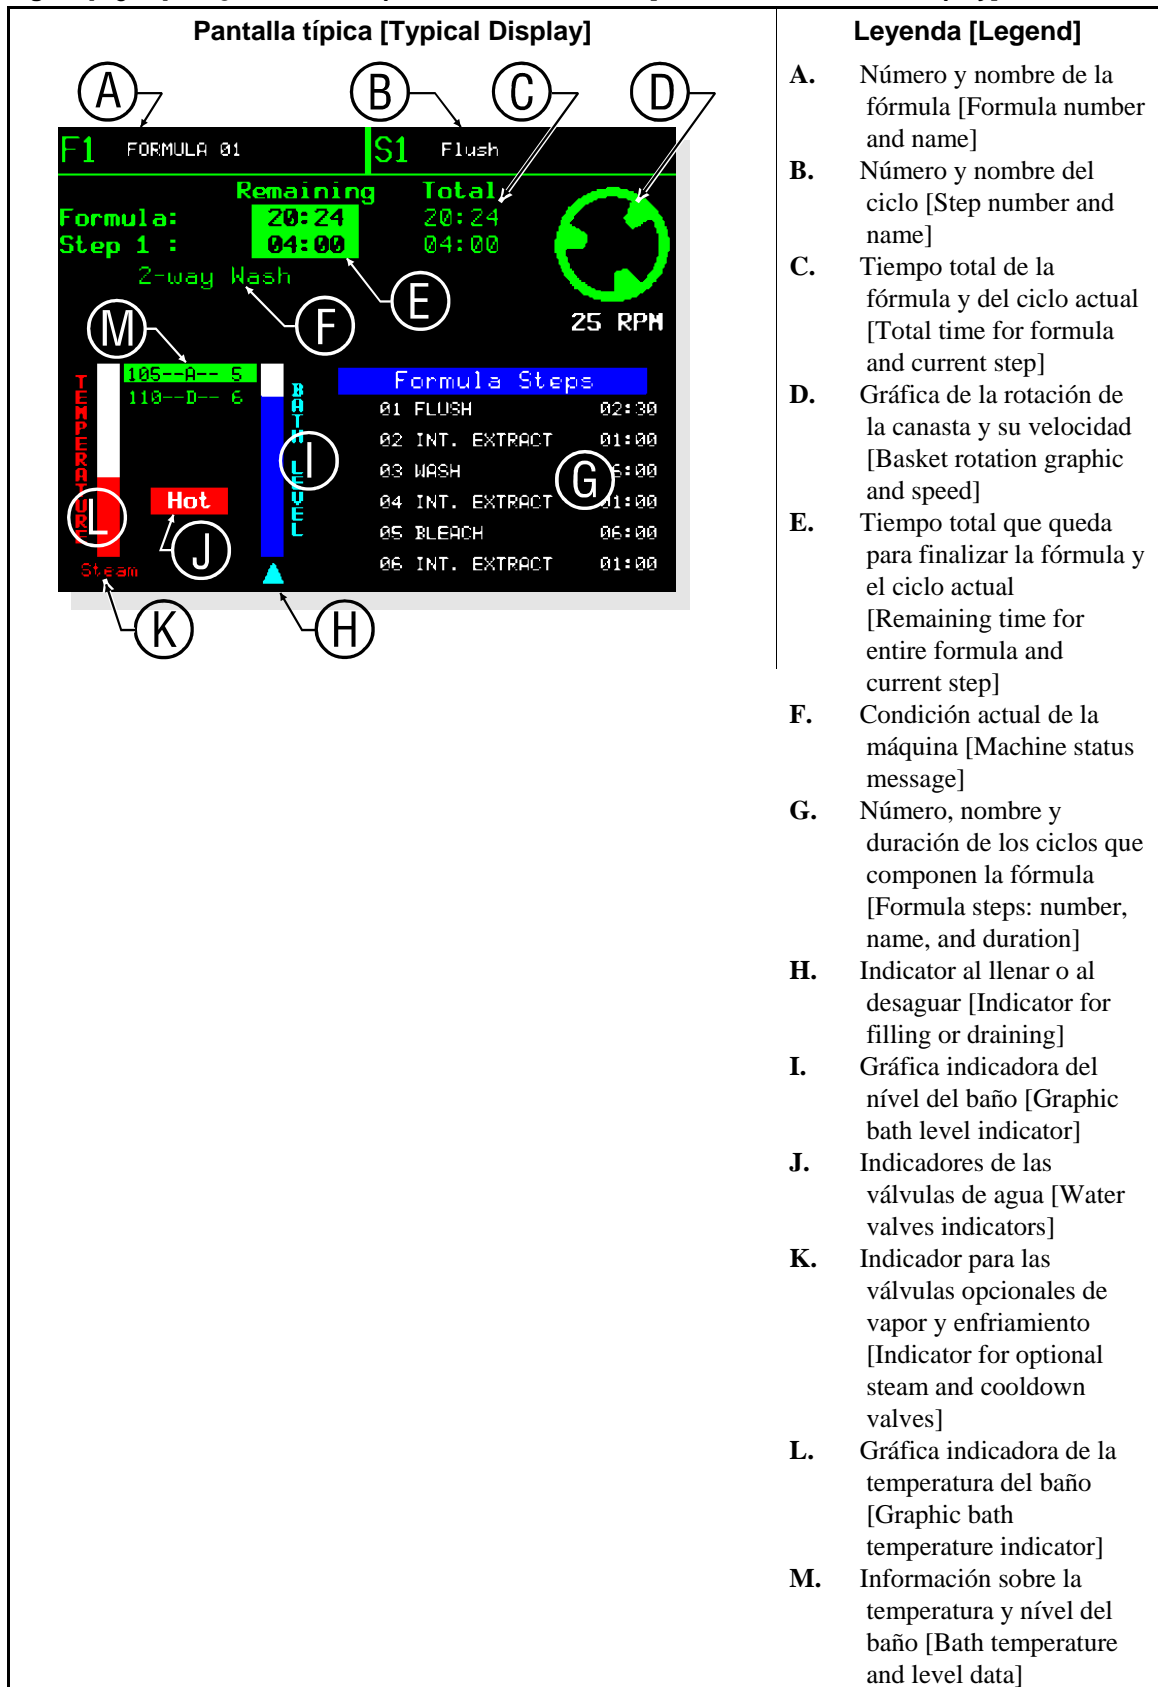 Pantalla típica [Typical Display]
A B C D
F1 FORMULA 01 S1 Flush
Remaining Total
Formula: 20:24 20:24
Step 1 : 04:00 04:00
2-way Wash
E
F
25 RPM
M
TEMPERATURE
105--A-- 5
110--D-- 6
BATH LEVEL
I
L
Hot
J
Steam
K
H
Formula Steps
01 FLUSH 02:30
02 INT. EXTRACT 01:00
03 WASH 6:00
G
04 INT. EXTRACT 01:00
05 BLEACH 06:00
06 INT. EXTRACT 01:00
Leyenda [Legend]
A. Número y nombre de la
fórmula [Formula number
and name]
B. Número y nombre del
ciclo [Step number and
name]
C. Tiempo total de la
fórmula y del ciclo actual
[Total time for formula
and current step]
D. Gráfica de la rotación de
la canasta y su velocidad
[Basket rotation graphic
and speed]
E. Tiempo total que queda
para finalizar la fórmula y
el ciclo actual
[Remaining time for
entire formula and
current step]
F. Condición actual de la
máquina [Machine status
message]
G. Número, nombre y
duración de los ciclos que
componen la fórmula
[Formula steps: number,
name, and duration]
H. Indicator al llenar o al
desaguar [Indicator for
filling or draining]
I. Gráfica indicadora del
nível del baño [Graphic
bath level indicator]
J. Indicadores de las
válvulas de agua [Water
valves indicators]
K. Indicador para las
válvulas opcionales de
vapor y enfriamiento
[Indicator for optional
steam and cooldown
valves]
L. Gráfica indicadora de la
temperatura del baño
[Graphic bath
temperature indicator]
M. Información sobre la
temperatura y nível del
baño [Bath temperature
and level data]